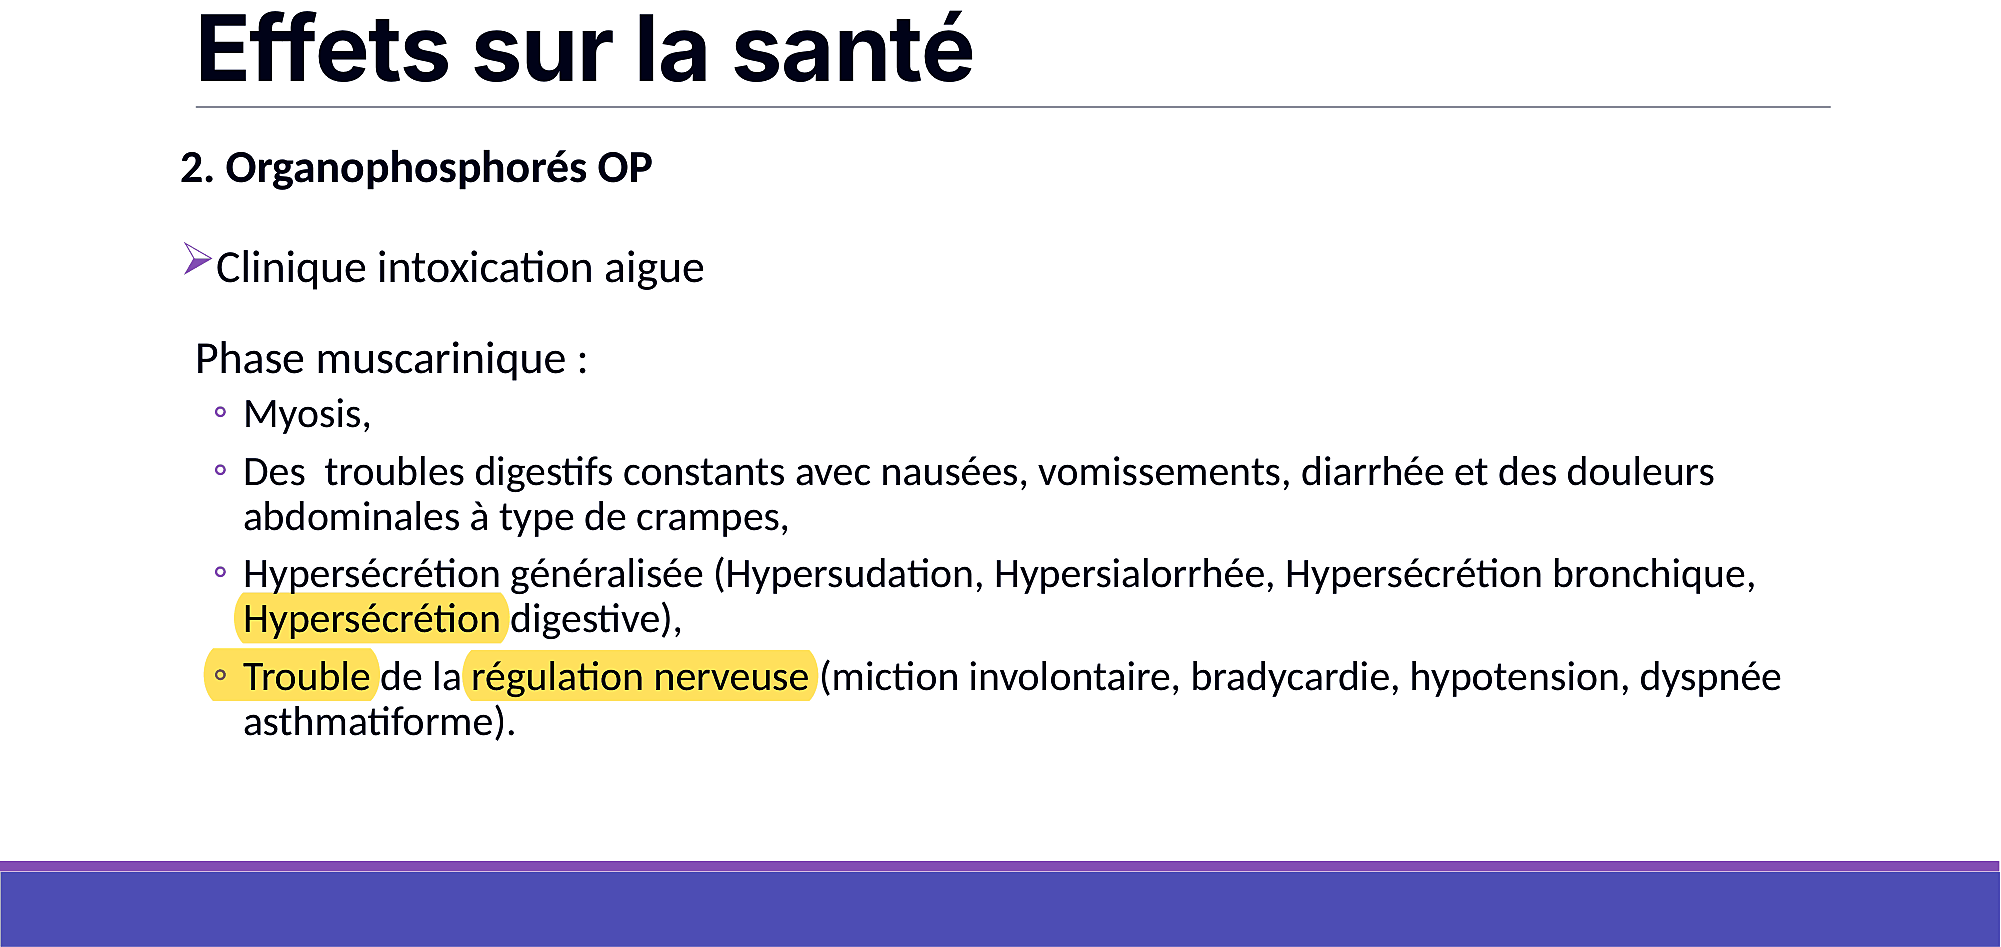 Effets sur la santé
2. Organophosphorés OP
➢Clinique intoxication aigue
Phase muscarinique :
◦ Myosis,
◦ Des  troubles digestifs constants avec nausées, vomissements, diarrhée et des douleurs
abdominales à type de crampes,
◦ Hypersécrétion généralisée (Hypersudation, Hypersialorrhée, Hypersécrétion bronchique,
Hypersécrétion digestive),
◦ Trouble de la régulation nerveuse (miction involontaire, bradycardie, hypotension, dyspnée
asthmatiforme).